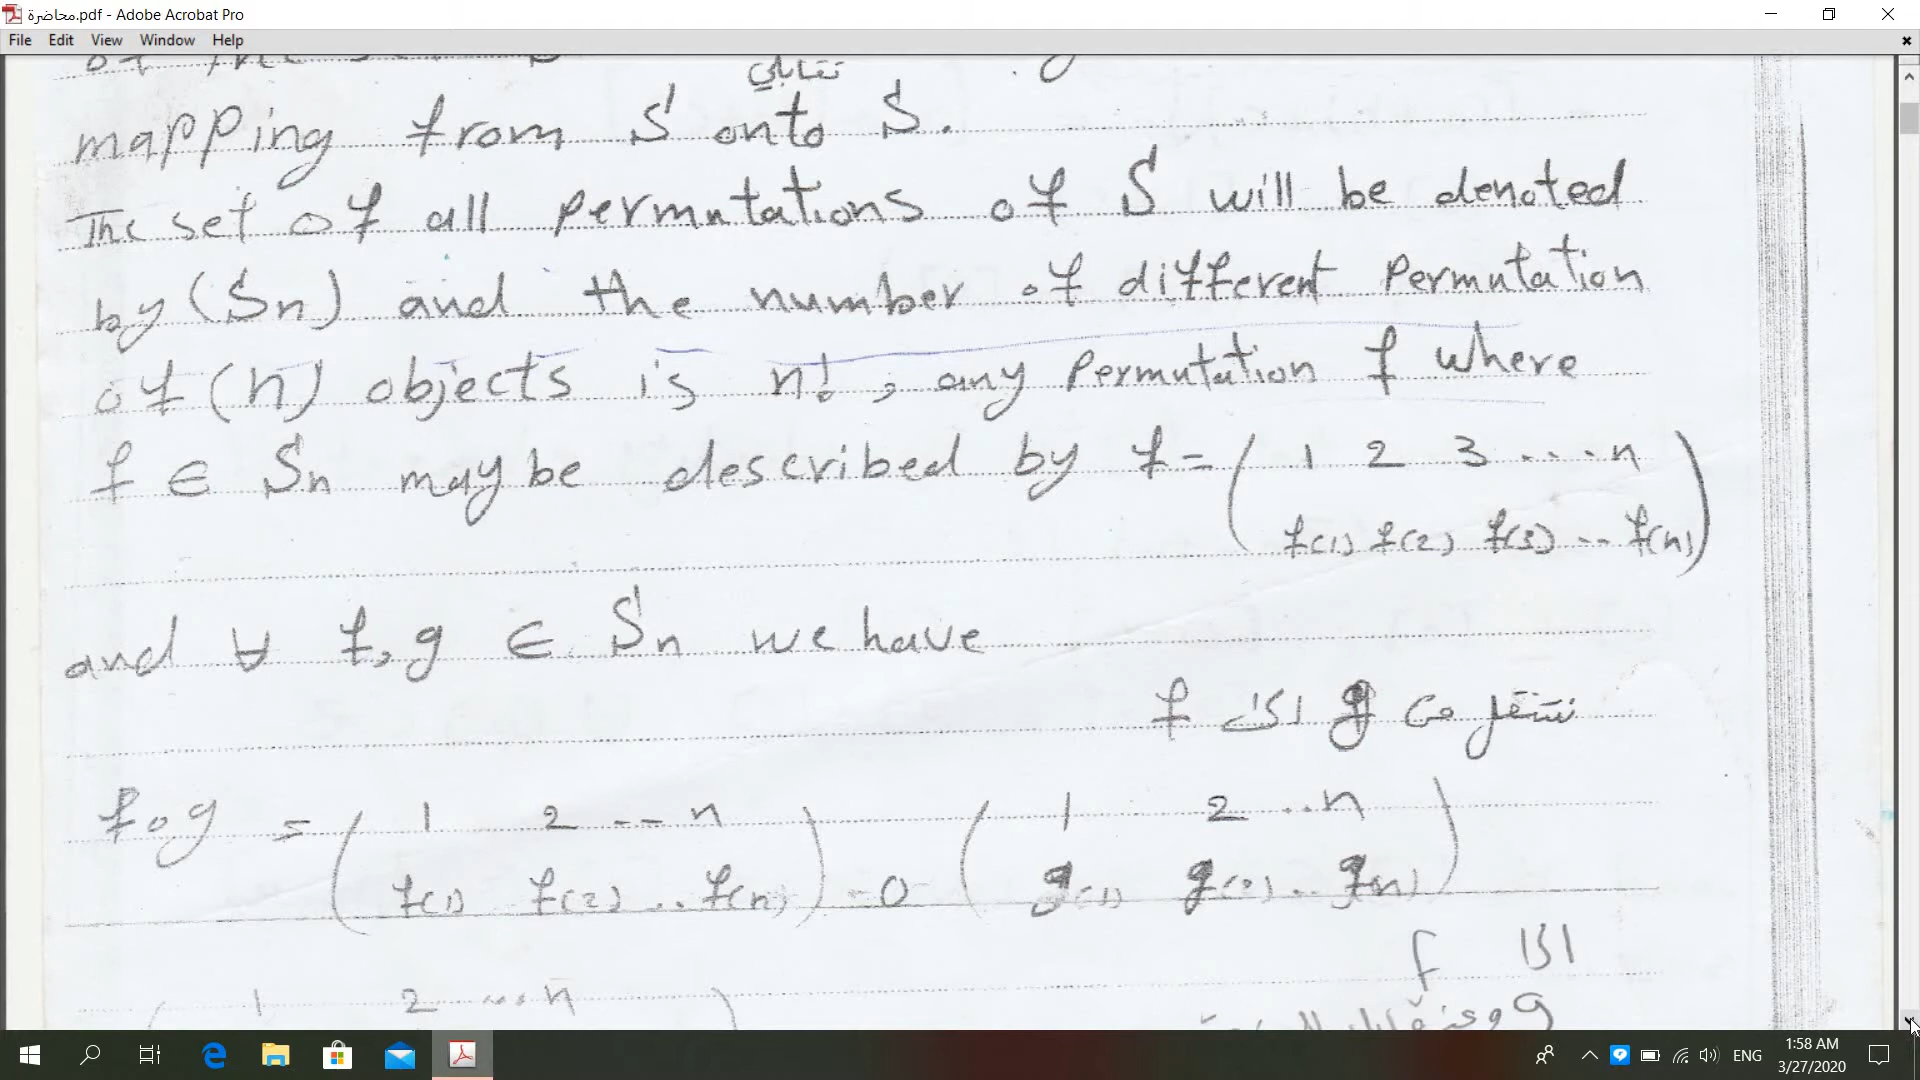 محاضرة.pdf - Adobe Acrobat Pro
File Edit View Window Help
تقابلي
mapping from S onto S.
The set of all permutations of S will be denoted
by (Sn) and the number of different Permutation
of (n) objects is n!, any Permutation f where
f ∈ Sn may be described by f = ( 1 2 3 .... n )
f(1) f(2) f(3) .. f(n)
and ∀ f, g ∈ Sn we have
ننتقل من g الى f
f o g = ( 1 2 -- n ) ( 1 2 .. n )
f(1) f(2) .. f(n) o g(1) g(2) .. g(n)
f اذا
1 2 ... n
g
ENG
1:58 AM
3/27/2020